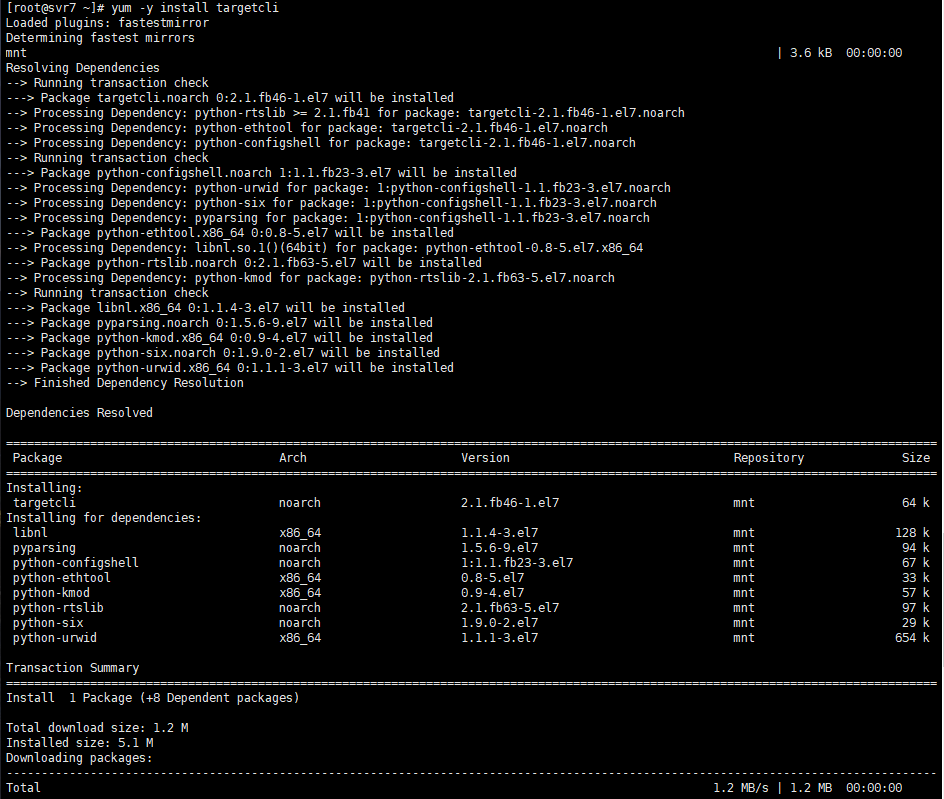 [root@svr7 ~]# yum -y install targetcli
Loaded plugins: fastestmirror
Determining fastest mirrors
mnt | 3.6 kB 00:00:00
Resolving Dependencies
--> Running transaction check
---> Package targetcli.noarch 0:2.1.fb46-1.el7 will be installed
--> Processing Dependency: python-rtslib >= 2.1.fb41 for package: targetcli-2.1.fb46-1.el7.noarch
--> Processing Dependency: python-ethtool for package: targetcli-2.1.fb46-1.el7.noarch
--> Processing Dependency: python-configshell for package: targetcli-2.1.fb46-1.el7.noarch
--> Running transaction check
---> Package python-configshell.noarch 1:1.1.fb23-3.el7 will be installed
--> Processing Dependency: python-urwid for package: 1:python-configshell-1.1.fb23-3.el7.noarch
--> Processing Dependency: python-six for package: 1:python-configshell-1.1.fb23-3.el7.noarch
--> Processing Dependency: pyparsing for package: 1:python-configshell-1.1.fb23-3.el7.noarch
---> Package python-ethtool.x86_64 0:0.8-5.el7 will be installed
--> Processing Dependency: libnl.so.1()(64bit) for package: python-ethtool-0.8-5.el7.x86_64
---> Package python-rtslib.noarch 0:2.1.fb63-5.el7 will be installed
--> Processing Dependency: python-kmod for package: python-rtslib-2.1.fb63-5.el7.noarch
--> Running transaction check
---> Package libnl.x86_64 0:1.1.4-3.el7 will be installed
---> Package pyparsing.noarch 0:1.5.6-9.el7 will be installed
---> Package python-kmod.x86_64 0:0.9-4.el7 will be installed
---> Package python-six.noarch 0:1.9.0-2.el7 will be installed
---> Package python-urwid.x86_64 0:1.1.1-3.el7 will be installed
--> Finished Dependency Resolution
Dependencies Resolved
Package Arch Version Repository Size
Installing:
targetcli noarch 2.1.fb46-1.el7 mnt 64 k
Installing for dependencies:
libnl x86_64 1.1.4-3.el7 mnt 128 k
pyparsing noarch 1.5.6-9.el7 mnt 94 k
python-configshell noarch 1:1.1.fb23-3.el7 mnt 67 k
python-ethtool x86_64 0.8-5.el7 mnt 33 k
python-kmod x86_64 0.9-4.el7 mnt 57 k
python-rtslib noarch 2.1.fb63-5.el7 mnt 97 k
python-six noarch 1.9.0-2.el7 mnt 29 k
python-urwid x86_64 1.1.1-3.el7 mnt 654 k
Transaction Summary
Install 1 Package (+8 Dependent packages)
Total download size: 1.2 M
Installed size: 5.1 M
Downloading packages:
Total 1.2 MB/s | 1.2 MB 00:00:00